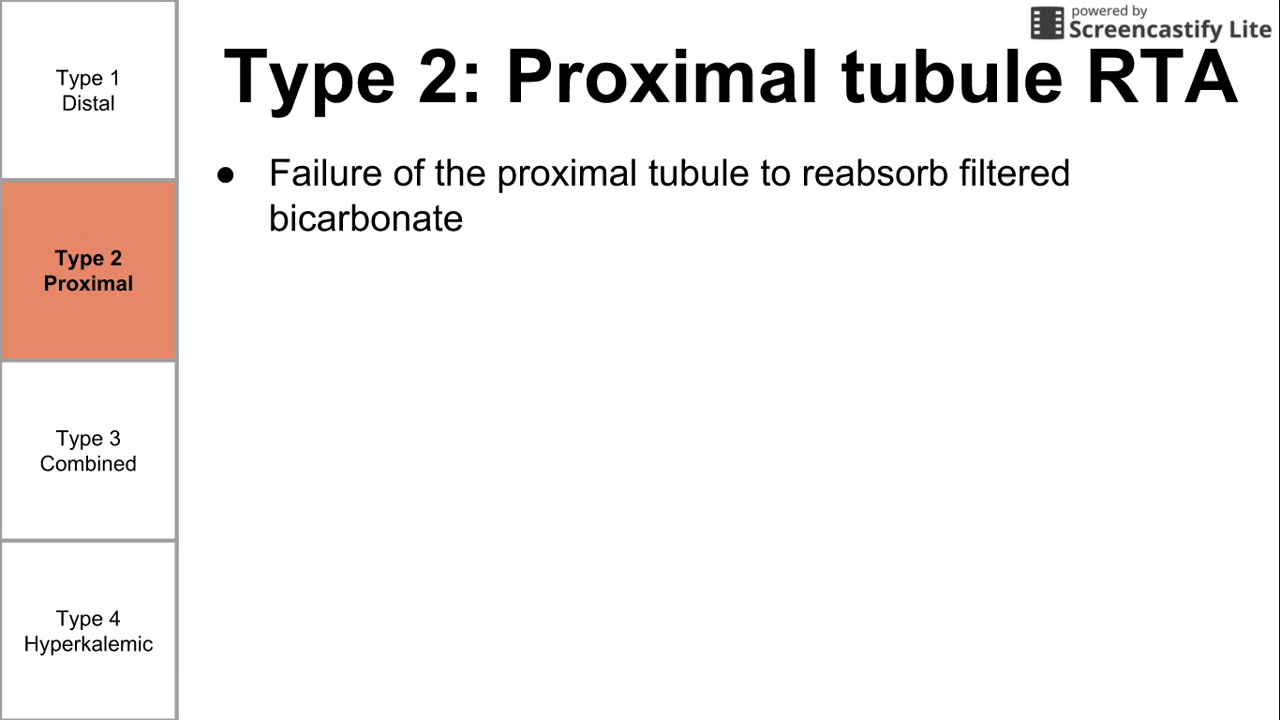 powered by
Screencastify Lite
Type 2: Proximal tubule RTA
● Failure of the proximal tubule to reabsorb filtered
bicarbonate
Type 1
Distal
Type 2
Proximal
Type 3
Combined
Type 4
Hyperkalemic